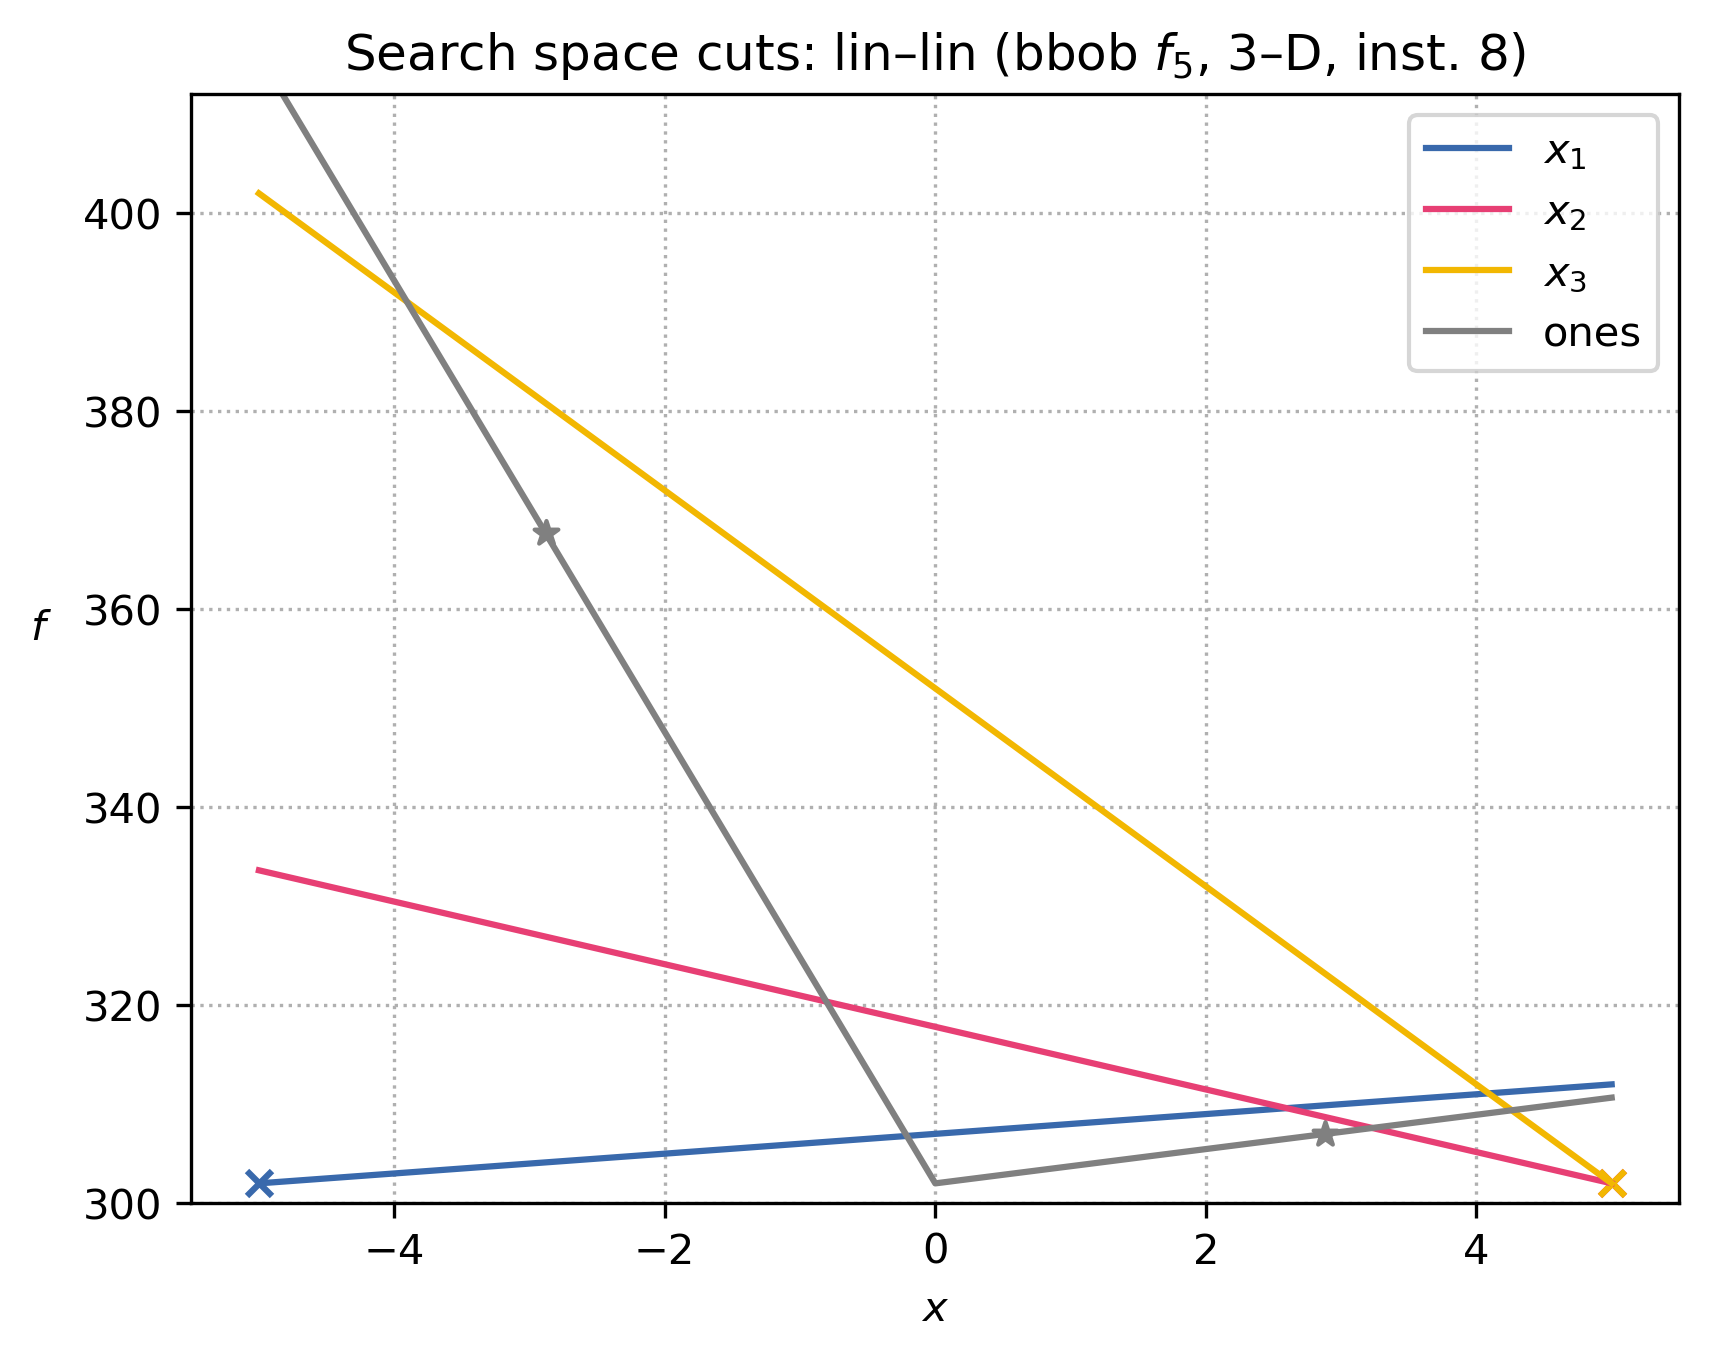 Search space cuts: lin–lin (bbob f₅, 3–D, inst. 8)
x₁
x₂
x₃
ones
400
380
360
340
320
300
f
−4
−2
0
2
4
x